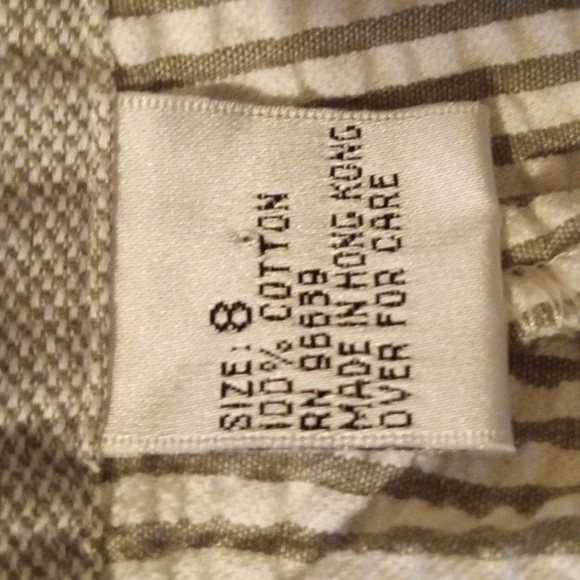 SIZE: 8
100% COTTON
RN 96639
MADE IN HONG KONG
OVER FOR CARE